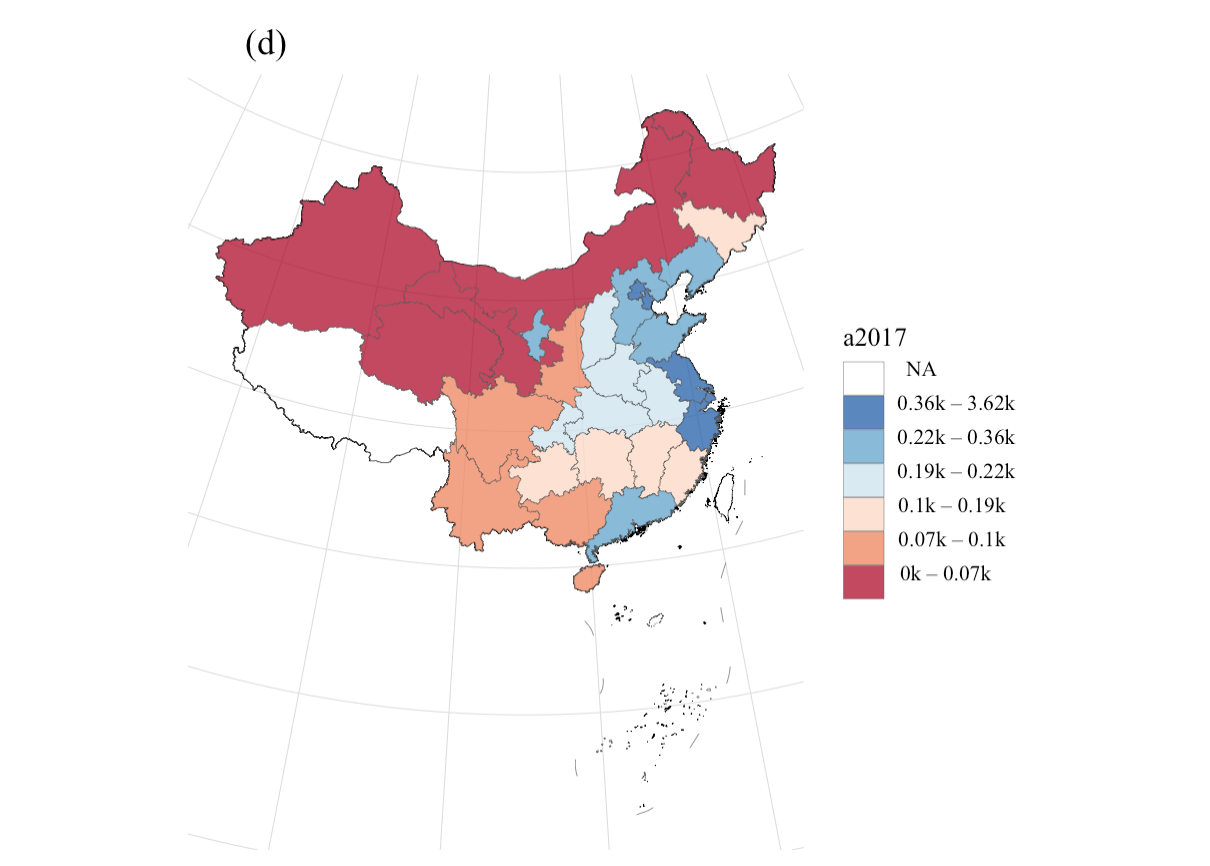 (d)
a2017
NA
0.36k – 3.62k
0.22k – 0.36k
0.19k – 0.22k
0.1k – 0.19k
0.07k – 0.1k
0k – 0.07k